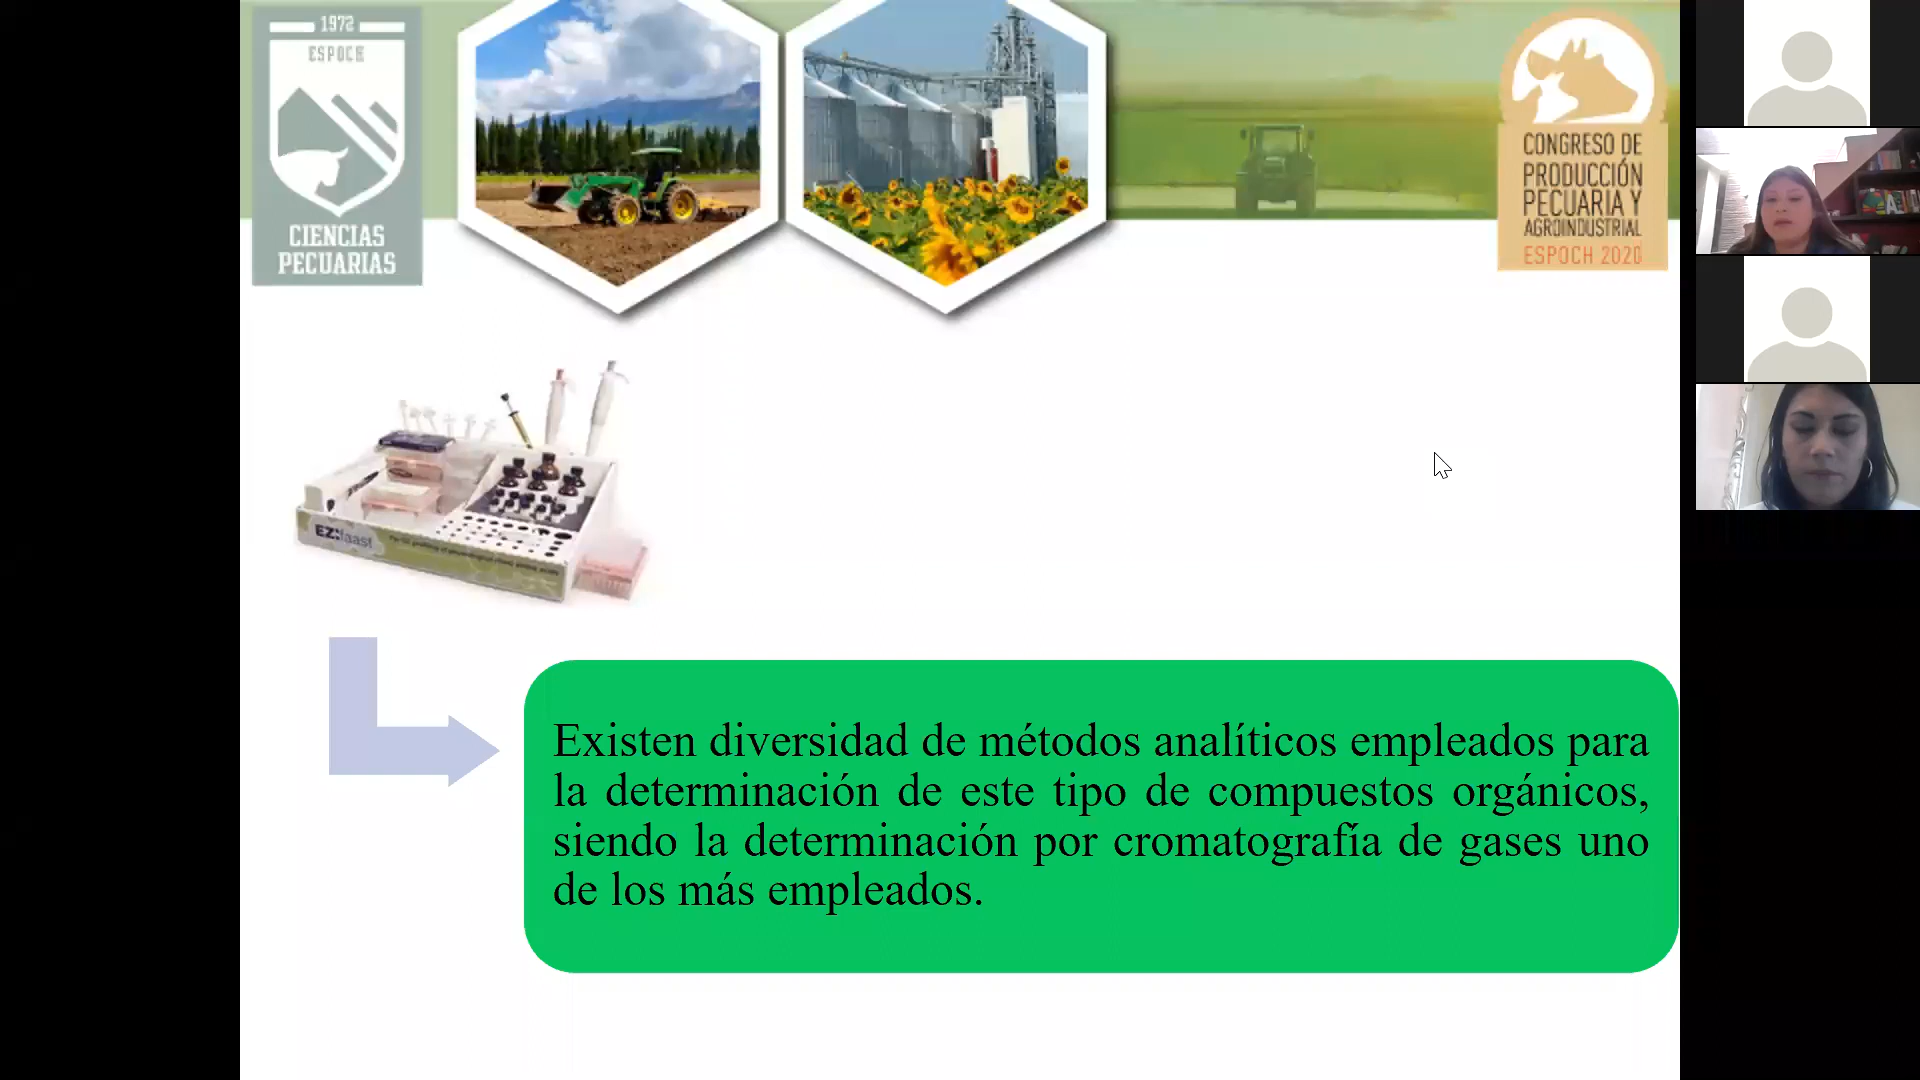 1972
ESPOCH
CIENCIAS
PECUARIAS
CONGRESO DE
PRODUCCIÓN
PECUARIA Y
AGROINDUSTRIAL
ESPOCH 2020
EZ:faast
Existen diversidad de métodos analíticos empleados para
la determinación de este tipo de compuestos orgánicos,
siendo la determinación por cromatografía de gases uno
de los más empleados.